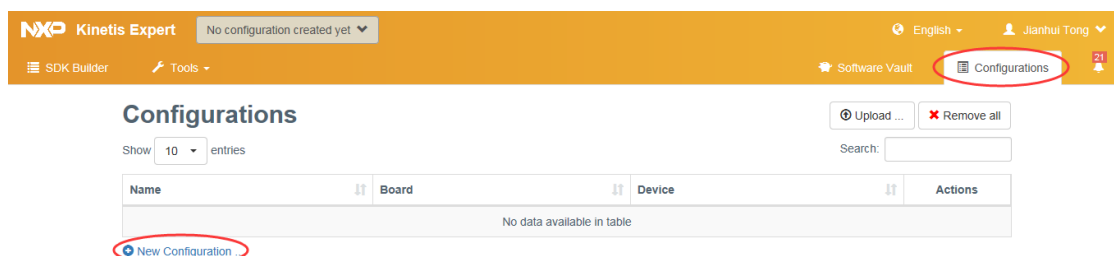 NXP Kinetis Expert No configuration created yet English Jianhui Tong
SDK Builder Tools Software Vault Configurations 21
Configurations Upload ... Remove all
Show 10 entries Search:
Name Board Device Actions
No data available in table
New Configuration ...